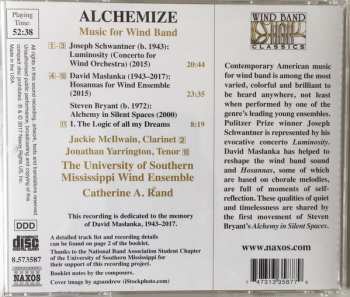 Playing
Time:
52:38
ALCHEMIZE
Music for Wind Band
WIND BAND
CLASSICS
1 - 3 Joseph Schwantner (b. 1943):
Luminosity (Concerto for
Wind Orchestra) (2015) 20:44
David Maslanka (1943–2017):
Hosannas for Wind Ensemble
(2015) 23:35
Steven Bryant (b. 1972):
Alchemy in Silent Spaces (2000)
11 I. The Logic of all my Dreams 8:19
Jackie McIlwain, Clarinet 2
Jonathan Yarrington, Tenor 10
The University of Southern
Mississippi Wind Ensemble
Catherine A. Rand
This recording is dedicated to the memory
of David Maslanka, 1943–2017.
A detailed track list and recording details
can be found on page 2 of the booklet.
Thanks to the National Band Association Student Chapter
of the University of Southern Mississippi for
their support of this recording project.
Booklet notes by the composers.
Cover image by agsandrew (iStockphoto.com)
Contemporary American music for
wind band is among the most varied,
colorful and brilliant to be heard
anywhere, not least when performed
by one of the genre's leading young
ensembles. Pulitzer Prize winner Joseph
Schwantner is represented by his
evocative concerto Luminosity.
David Maslanka has helped to
reshape the wind band sound
and Hosannas, some of which
are based on chorale melodies,
are full of moments of self-
reflection. These qualities of quiet
and timelessness are shared by
the first movement of Steven
Bryant's Alchemy in Silent Spaces.
www.naxos.com
DDD
COMPACT
disc
DIGITAL AUDIO
NAXOS
8.573587
Made in the USA